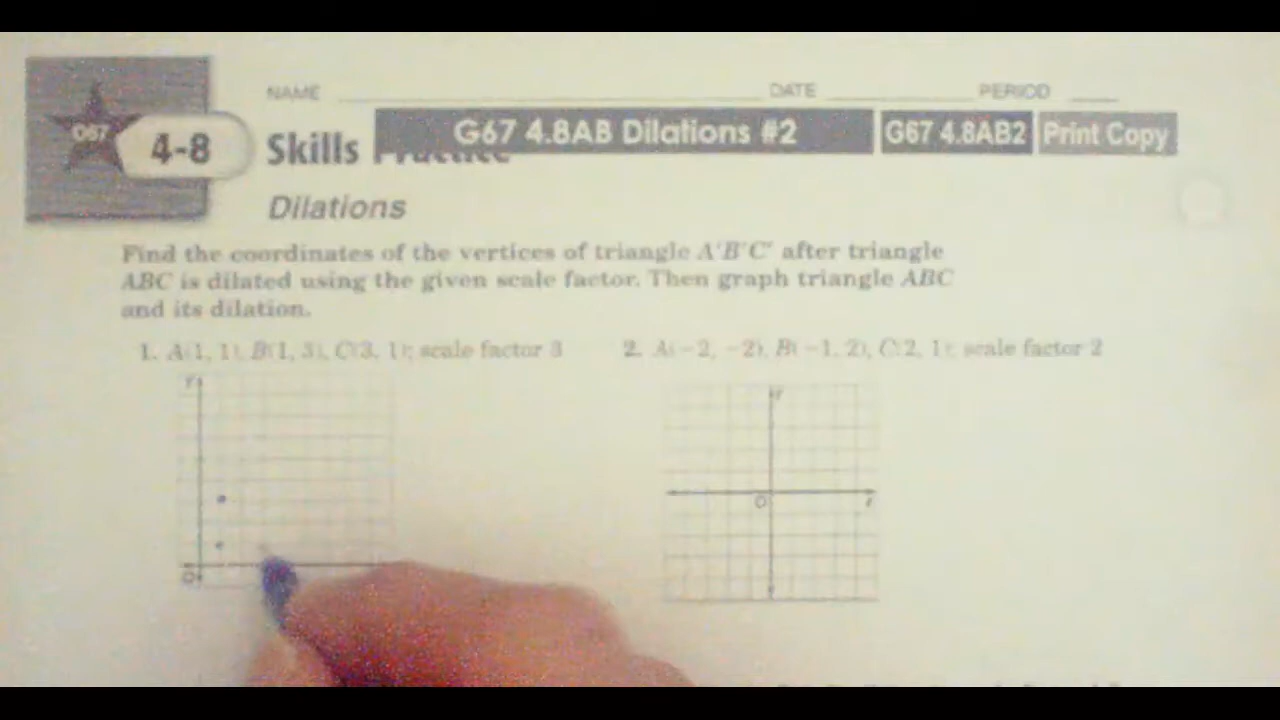 NAME DATE PERIOD
G67
4-8 Skills Practice G67 4.8AB Dilations #2 G67 4.8AB2 Print Copy
Dilations
Find the coordinates of the vertices of triangle A'B'C' after triangle
ABC is dilated using the given scale factor. Then graph triangle ABC
and its dilation.
1. A(1, 1), B(1, 3), C(3, 1); scale factor 3 2. A(−2, −2), B(−1, 2), C(2, 1); scale factor 2
y y
O x
O